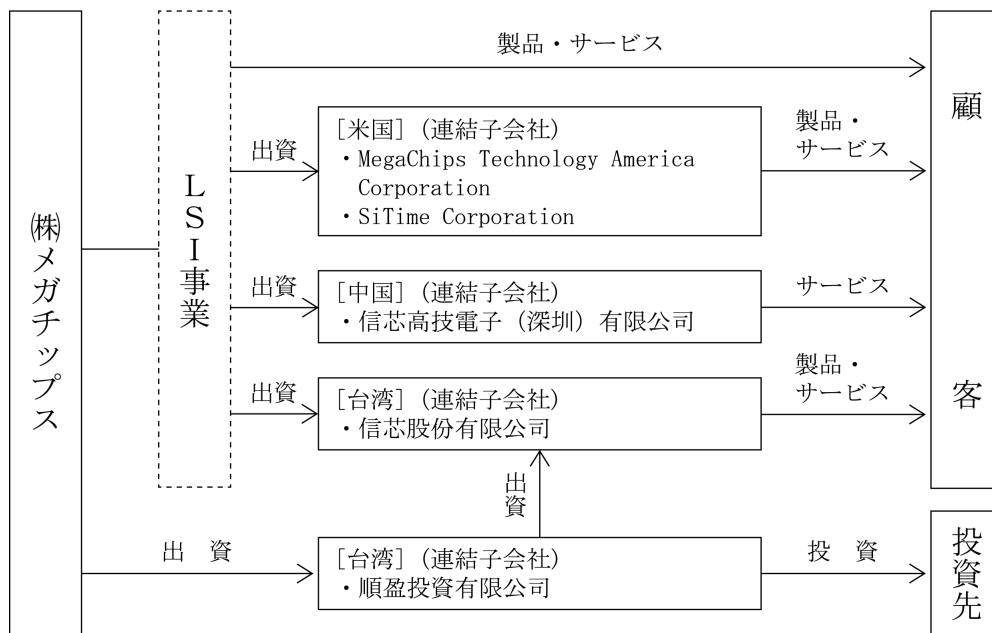 ㈱メガチップス
LSI事業
製品・サービス
出資
[米国] (連結子会社)
・MegaChips Technology America
Corporation
・SiTime Corporation
製品・
サービス
出資
[中国] (連結子会社)
・信芯高技電子（深圳）有限公司
サービス
出資
[台湾] (連結子会社)
・信芯股份有限公司
製品・
サービス
出資
出　資
[台湾] (連結子会社)
・順盈投資有限公司
投　資
顧客
投資先